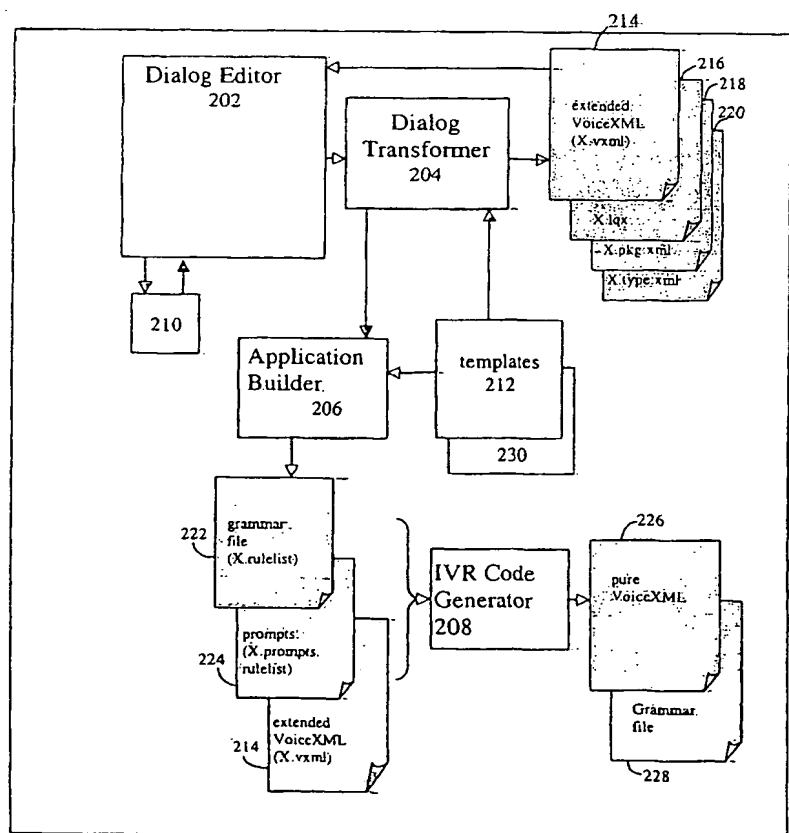 214
216
218
220
Dialog Editor
202
Dialog
Transformer
204
extended
VoiceXML
(X.vxml)
X.lqx
X.pkg.xml
X.type.xml
210
Application
Builder.
206
templates
212
230
222
grammar.
file
(X.rulelist)
prompts:
(X.prompts.
rulelist)
224
extended
VoiceXML
(X.vxml)
214
IVR Code
Generator
208
226
pure
VoiceXML
Grammar
file
228